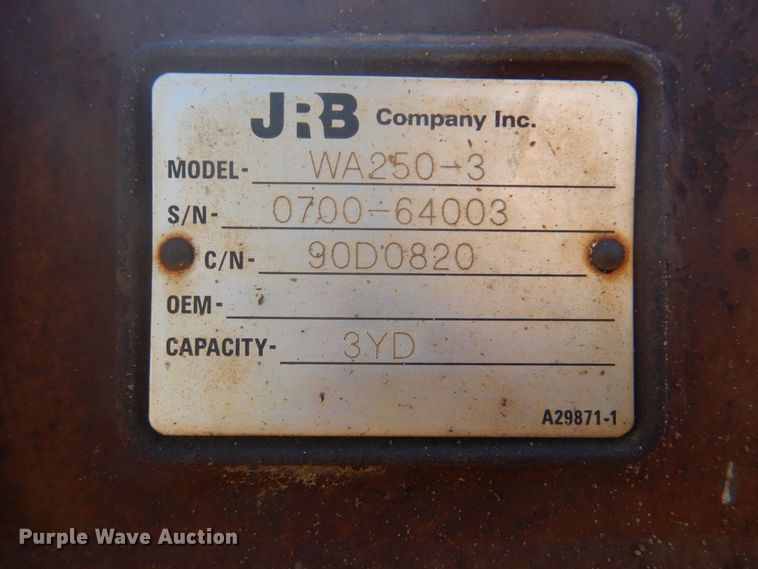 JRB Company Inc.
MODEL- WA250-3
S/N- 0700-64003
C/N- 90D0820
OEM-
CAPACITY- 3YD
A29871-1
Purple Wave Auction